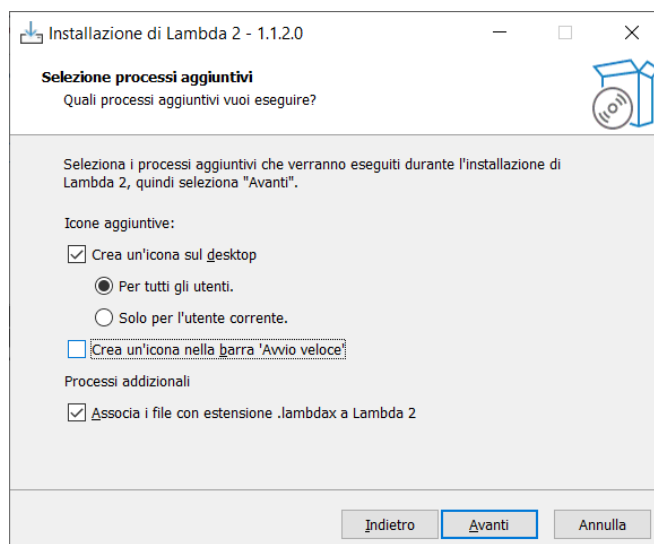 Installazione di Lambda 2 - 1.1.2.0
Selezione processi aggiuntivi
Quali processi aggiuntivi vuoi eseguire?
Seleziona i processi aggiuntivi che verranno eseguiti durante l'installazione di
Lambda 2, quindi seleziona "Avanti".
Icone aggiuntive:
Crea un'icona sul desktop
Per tutti gli utenti.
Solo per l'utente corrente.
Crea un'icona nella barra 'Avvio veloce'
Processi addizionali
Associa i file con estensione .lambdax a Lambda 2
Indietro Avanti Annulla